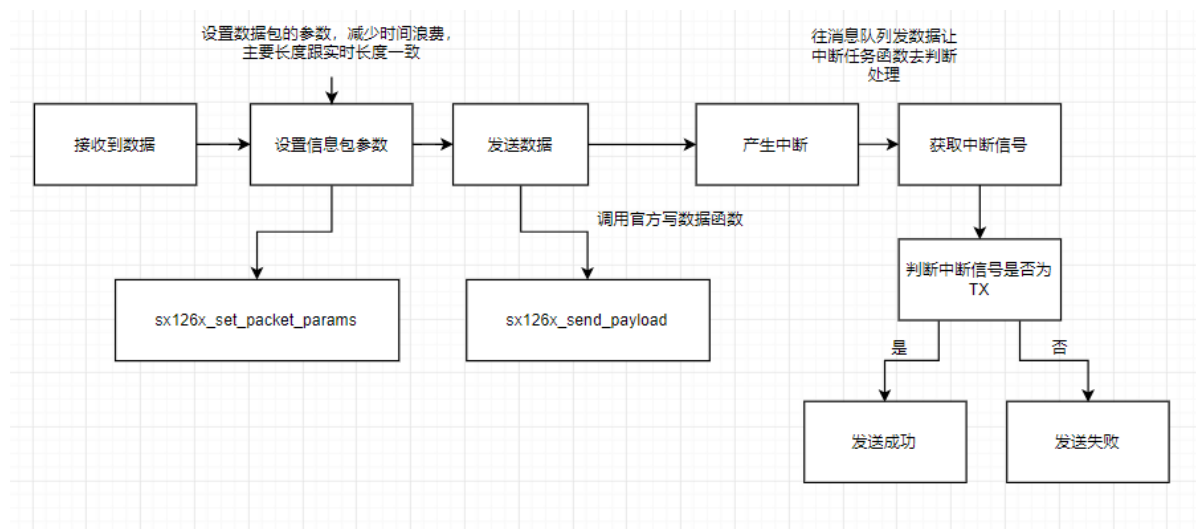 设置数据包的参数，减少时间浪费，
主要长度跟实时长度一致
往消息队列发数据让
中断任务函数去判断
处理
接收到数据
设置信息包参数
发送数据
产生中断
获取中断信号
调用官方写数据函数
判断中断信号是否为
TX
sx126x_set_packet_params
sx126x_send_payload
是
否
发送成功
发送失败